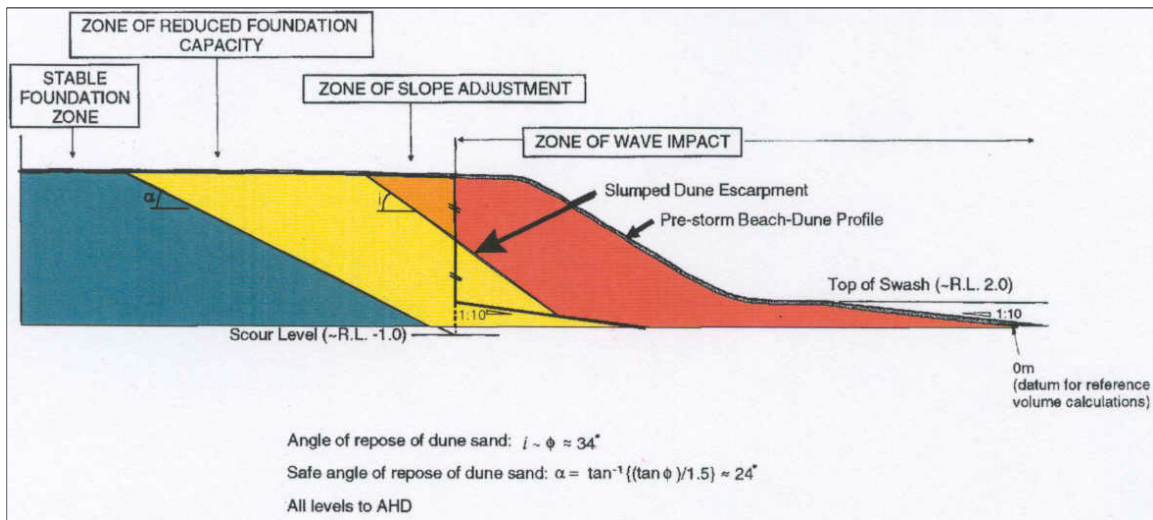 ZONE OF REDUCED FOUNDATION
CAPACITY
STABLE
FOUNDATION
ZONE
ZONE OF SLOPE ADJUSTMENT
ZONE OF WAVE IMPACT
Slumped Dune Escarpment
α
i
Pre-storm Beach-Dune Profile
Top of Swash (~R.L. 2.0)
1:10
1:10
Scour Level (~R.L. -1.0)
0m
(datum for reference
volume calculations)
Angle of repose of dune sand: i ~ ϕ ≈ 34°
Safe angle of repose of dune sand: α = tan⁻¹{(tan ϕ)/1.5} ≈ 24°
All levels to AHD